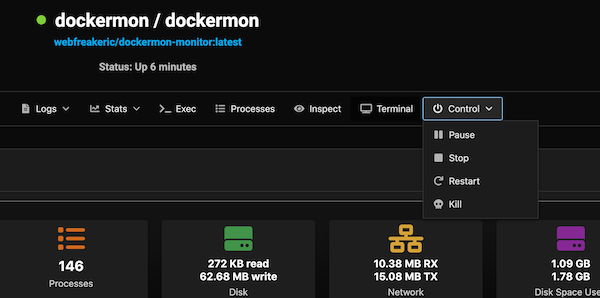 dockermon / dockermon
webfreakeric/dockermon-monitor:latest
Status: Up 6 minutes
Logs Stats Exec Processes Inspect Terminal Control
Pause
Stop
Restart
Kill
146
Processes
272 KB read
62.68 MB write
Disk
10.38 MB RX
15.08 MB TX
Network
1.09 GB
1.78 GB
Disk Space Use